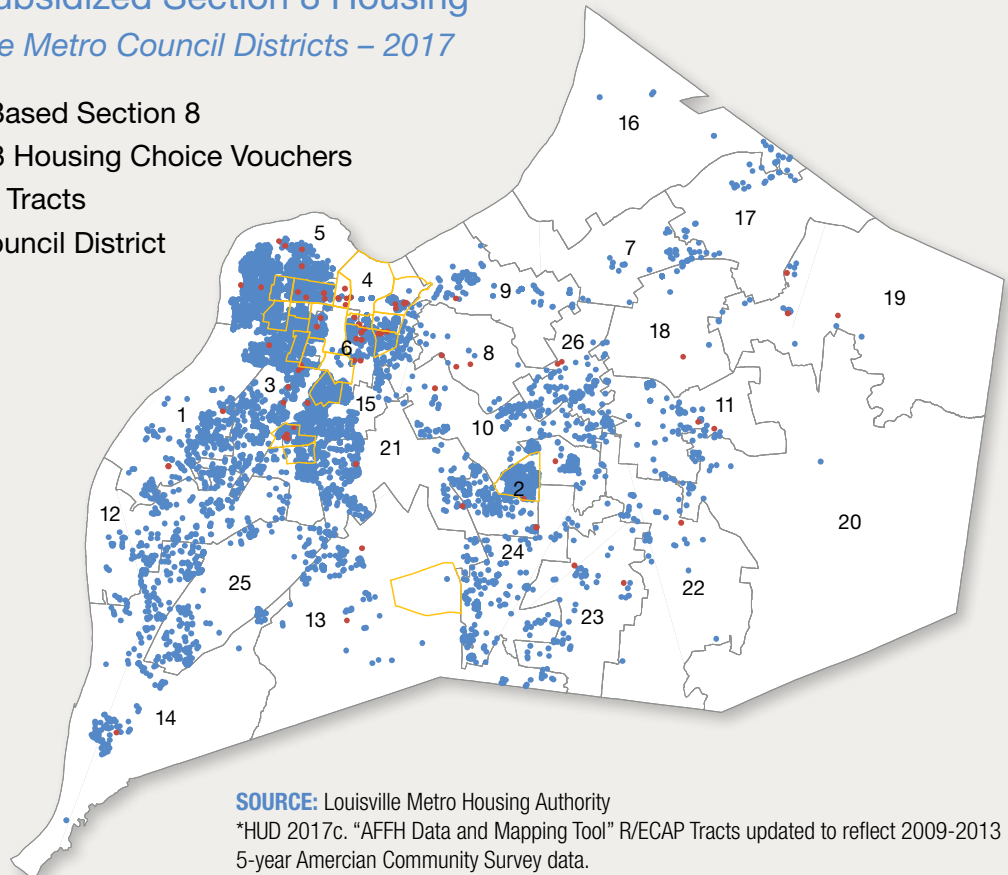 ubsidized Section 8 Housing
e Metro Council Districts – 2017
Based Section 8
8 Housing Choice Vouchers
Tracts
ouncil District
16
17
5
7
4
9
19
18
26
8
6
3
15
11
1
10
21
2
12
20
24
25
22
23
13
14
SOURCE: Louisville Metro Housing Authority
*HUD 2017c. “AFFH Data and Mapping Tool” R/ECAP Tracts updated to reflect 2009-2013
5-year Amercian Community Survey data.